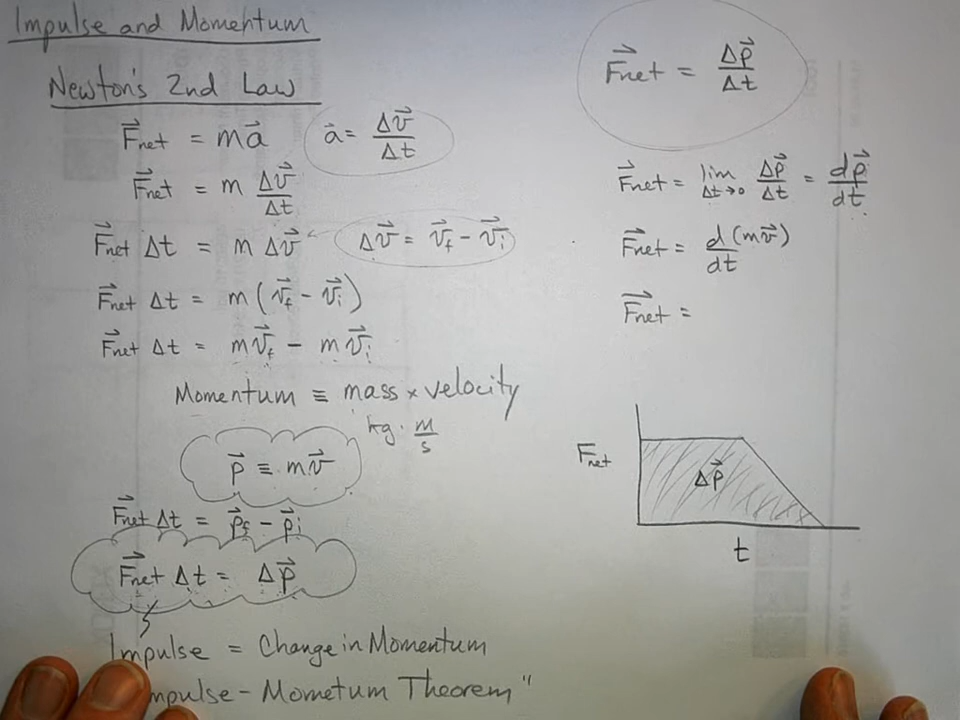 Impulse and Momentum
Newton's 2nd Law
F⃗net = ma⃗
a⃗ = Δv⃗/Δt
F⃗net = m Δv⃗/Δt
F⃗net Δt = m Δv⃗
Δv⃗ = v⃗f - v⃗i
F⃗net Δt = m(v⃗f - v⃗i)
F⃗net Δt = mv⃗f - mv⃗i
Momentum ≡ mass × velocity
kg · m/s
p⃗ ≡ mv⃗
F⃗net Δt = p⃗f - p⃗i
F⃗net Δt = Δp⃗
Impulse = Change in Momentum
mpulse - Mometum Theorem"
F⃗net = Δp⃗/Δt
F⃗net = lim Δt→0 Δp⃗/Δt = dp⃗/dt
F⃗net = d(mv⃗)/dt
F⃗net =
Fnet
Δp⃗
t